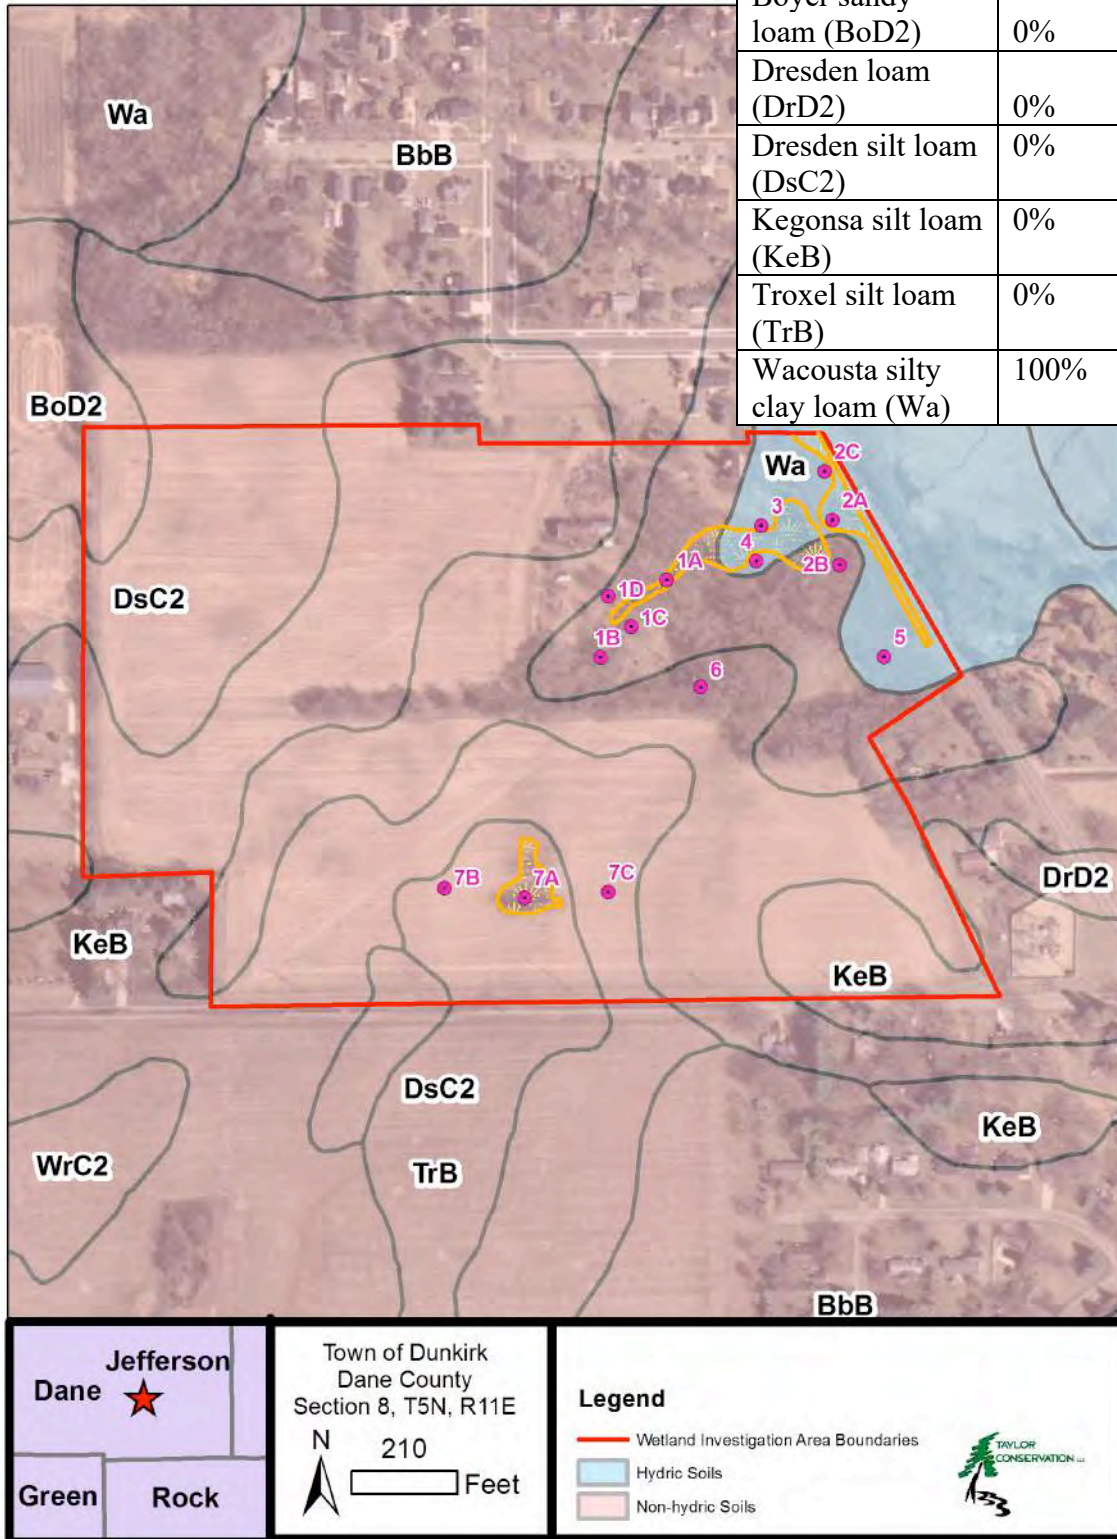 Boyer sandy
loam (BoD2) 0%
Dresden loam
(DrD2) 0%
Dresden silt loam 0%
(DsC2)
Kegonsa silt loam 0%
(KeB)
Troxel silt loam 0%
(TrB)
Wacousta silty 100%
clay loam (Wa)
Wa
BbB
BoD2
Wa
2C
3
2A
4
1A
2B
1D
DsC2
1C
1B
5
6
7B
7A
7C
DrD2
KeB
KeB
DsC2
KeB
WrC2
TrB
BbB
Jefferson
Dane
Green
Rock
Town of Dunkirk
Dane County
Section 8, T5N, R11E
N
210
Feet
Legend
Wetland Investigation Area Boundaries
Hydric Soils
Non-hydric Soils
TAYLOR
CONSERVATION LLC